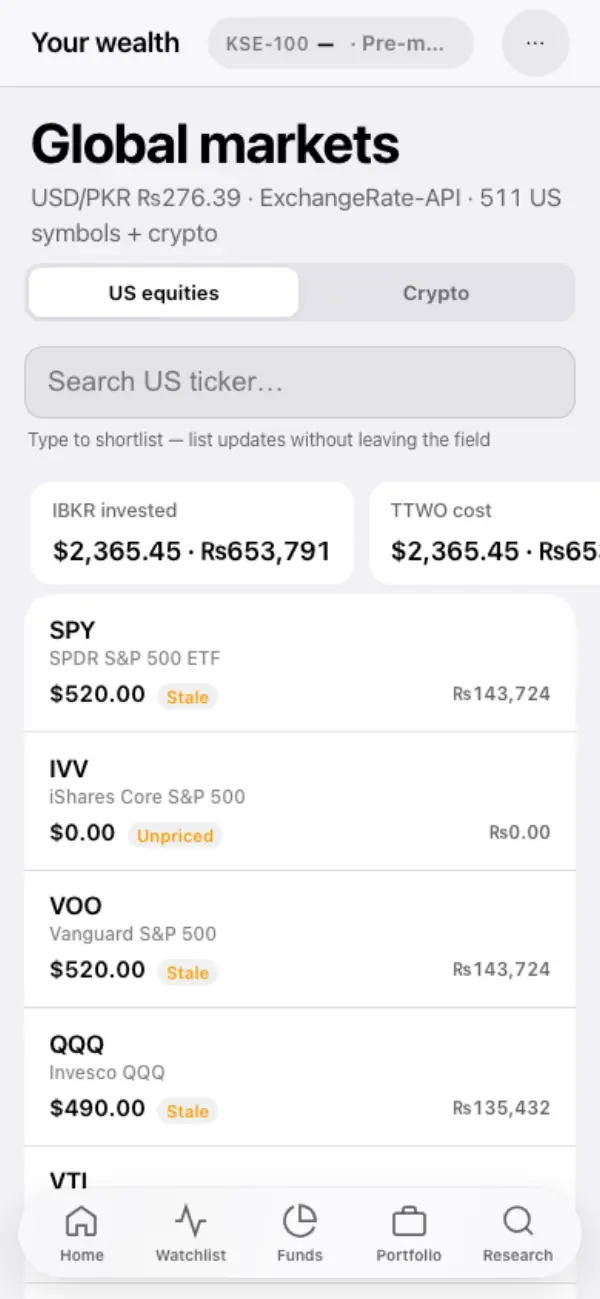 Your wealth
KSE-100 — · Pre-m...
...
Global markets
USD/PKR ₨276.39 · ExchangeRate-API · 511 US
symbols + crypto
US equities
Crypto
Search US ticker...
Type to shortlist — list updates without leaving the field
IBKR invested
$2,365.45 · ₨653,791
TTWO cost
$2,365.45 · ₨65
SPY
SPDR S&P 500 ETF
$520.00 Stale ₨143,724
IVV
iShares Core S&P 500
$0.00 Unpriced ₨0.00
VOO
Vanguard S&P 500
$520.00 Stale ₨143,724
QQQ
Invesco QQQ
$490.00 Stale ₨135,432
VTI
Home
Watchlist
Funds
Portfolio
Research